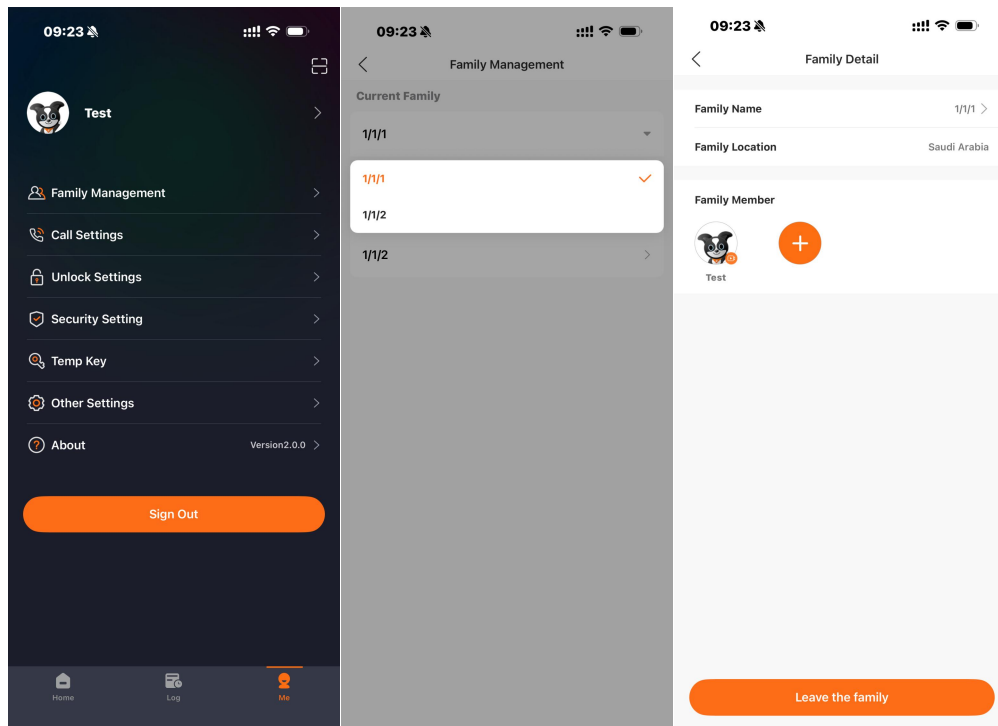 09:23
Test
Family Management
Call Settings
Unlock Settings
Security Setting
Temp Key
Other Settings
About Version2.0.0
Sign Out
Home Log Me
09:23
Family Management
Current Family
1/1/1
1/1/1
1/1/2
1/1/2
09:23
Family Detail
Family Name 1/1/1
Family Location Saudi Arabia
Family Member
Test
Leave the family